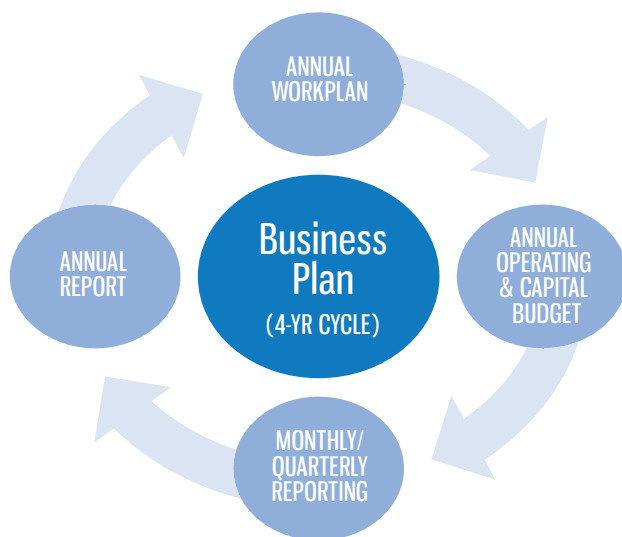 ANNUAL
WORKPLAN
ANNUAL
OPERATING
& CAPITAL
BUDGET
Business
Plan
(4-YR CYCLE)
ANNUAL
REPORT
MONTHLY/
QUARTERLY
REPORTING